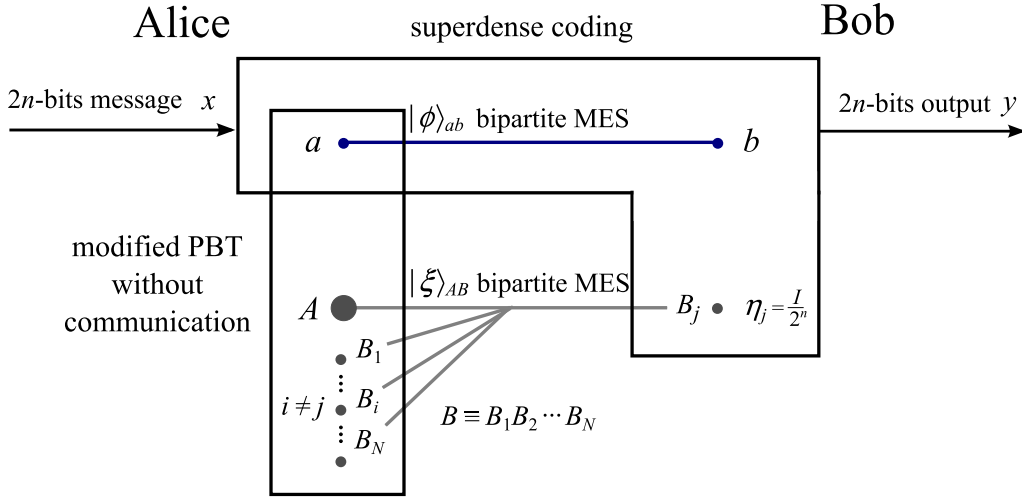 Alice
superdense coding
Bob
2n-bits message x
|ϕ⟩ab bipartite MES
2n-bits output y
a
b
modified PBT
without
communication
|ξ⟩AB bipartite MES
A
Bj
ηj = I/2ⁿ
B1
i ≠ j
Bi
BN
B ≡ B1B2 ⋯ BN